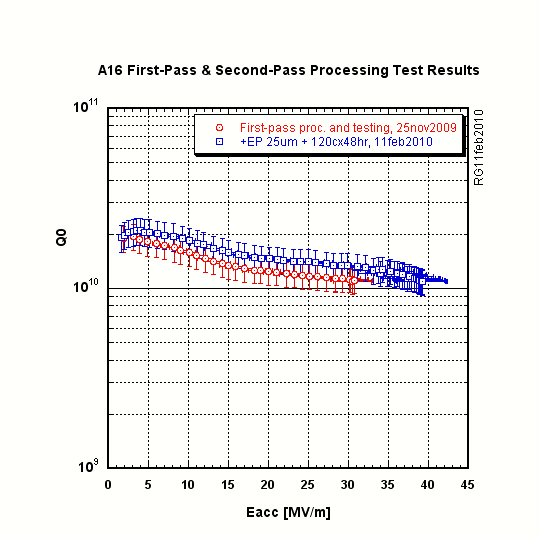 A16 First-Pass & Second-Pass Processing Test Results
10^11
First-pass proc. and testing, 25nov2009
+EP 25um + 120cx48hr, 11feb2010
RG11feb2010
Q0
10^10
10^9
0 5 10 15 20 25 30 35 40 45
Eacc [MV/m]